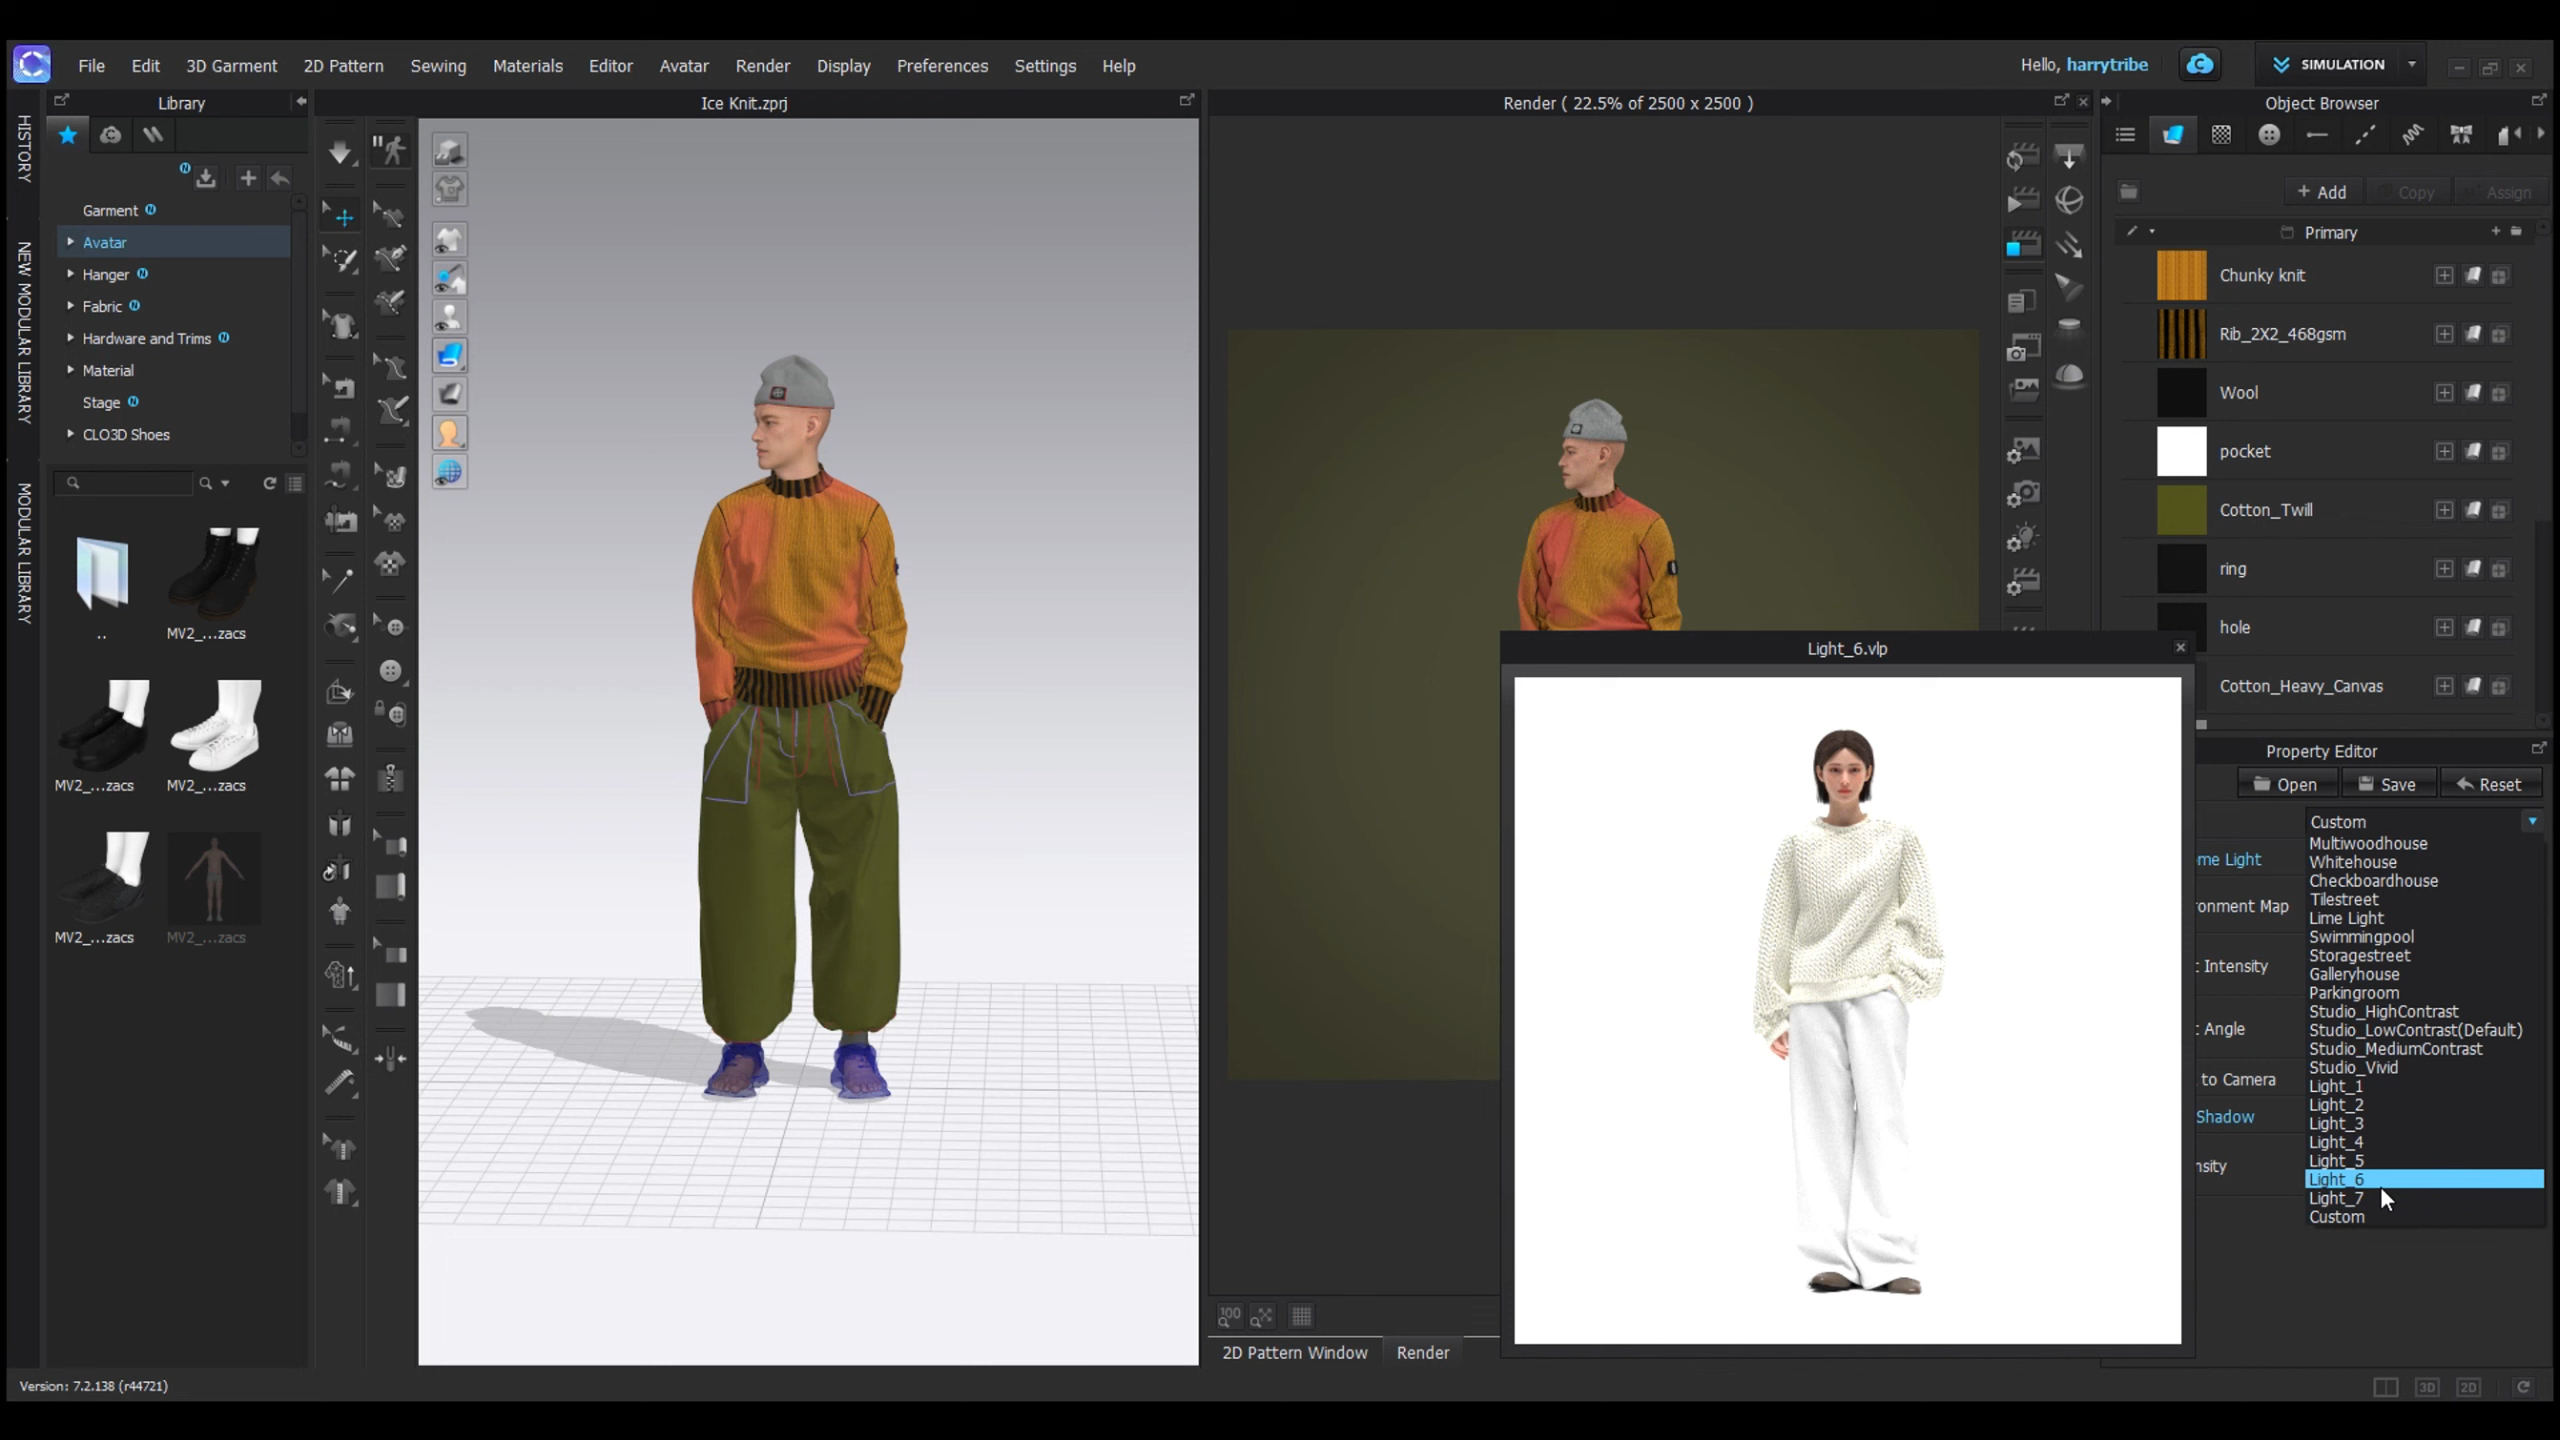 File Edit 3D Garment 2D Pattern Sewing Materials Editor Avatar Render Display Preferences Settings Help
Hello, harrytribe
SIMULATION
HISTORY
NEW MODULAR LIBRARY
MODULAR LIBRARY
Library
Garment
Avatar
Hanger
Fabric
Hardware and Trims
Material
Stage
CLO3D Shoes
..
MV2_...zacs
MV2_...zacs
MV2_...zacs
MV2_...zacs
MV2_...zacs
Ice Knit.zprj
Render ( 22.5% of 2500 x 2500 )
100
2D Pattern Window
Render
Light_6.vlp
Object Browser
+ Add
Copy
Assign
Primary
Chunky knit
Rib_2X2_468gsm
Wool
pocket
Cotton_Twill
ring
hole
Cotton_Heavy_Canvas
Property Editor
Open
Save
Reset
Custom
me Light
ronment Map
t Intensity
t Angle
to Camera
Shadow
nsity
Multiwoodhouse
Whitehouse
Checkboardhouse
Tilestreet
Lime Light
Swimmingpool
Storagestreet
Galleryhouse
Parkingroom
Studio_HighContrast
Studio_LowContrast(Default)
Studio_MediumContrast
Studio_Vivid
Light_1
Light_2
Light_3
Light_4
Light_5
Light_6
Light_7
Custom
Version: 7.2.138 (r44721)
3D
2D